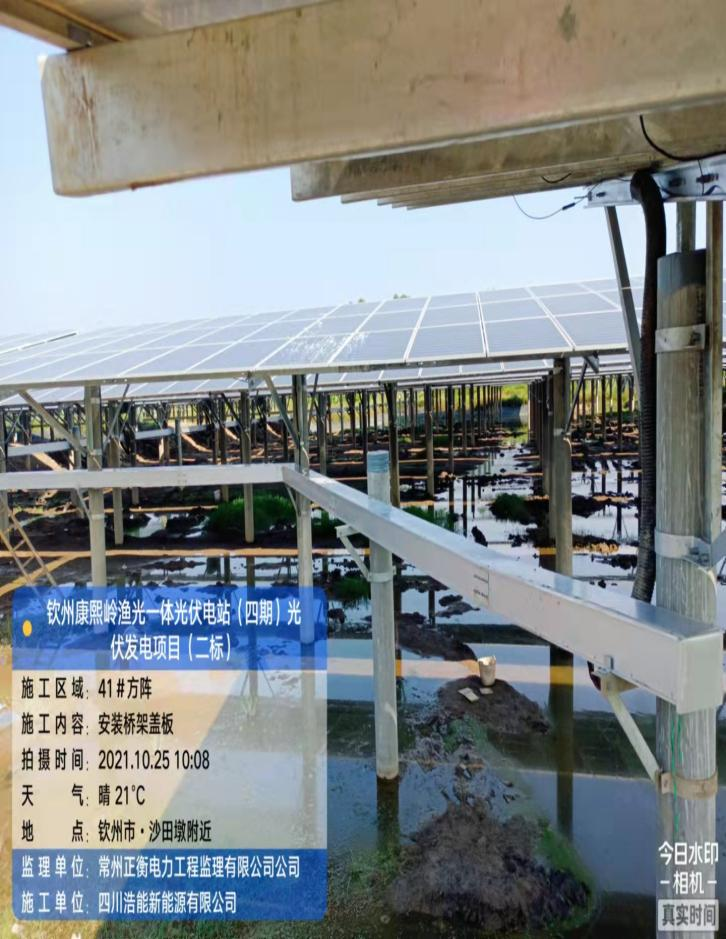 钦州康熙岭渔光一体光伏电站（四期）光
伏发电项目（二标）
施工区域：41#方阵
施工内容：安装桥架盖板
拍摄时间：2021.10.25 10:08
天气：晴 21℃
地点：钦州市·沙田墩附近
监理单位：常州正衡电力工程监理有限公司公司
施工单位：四川浩能新能源有限公司
今日水印
-相机-
真实时间